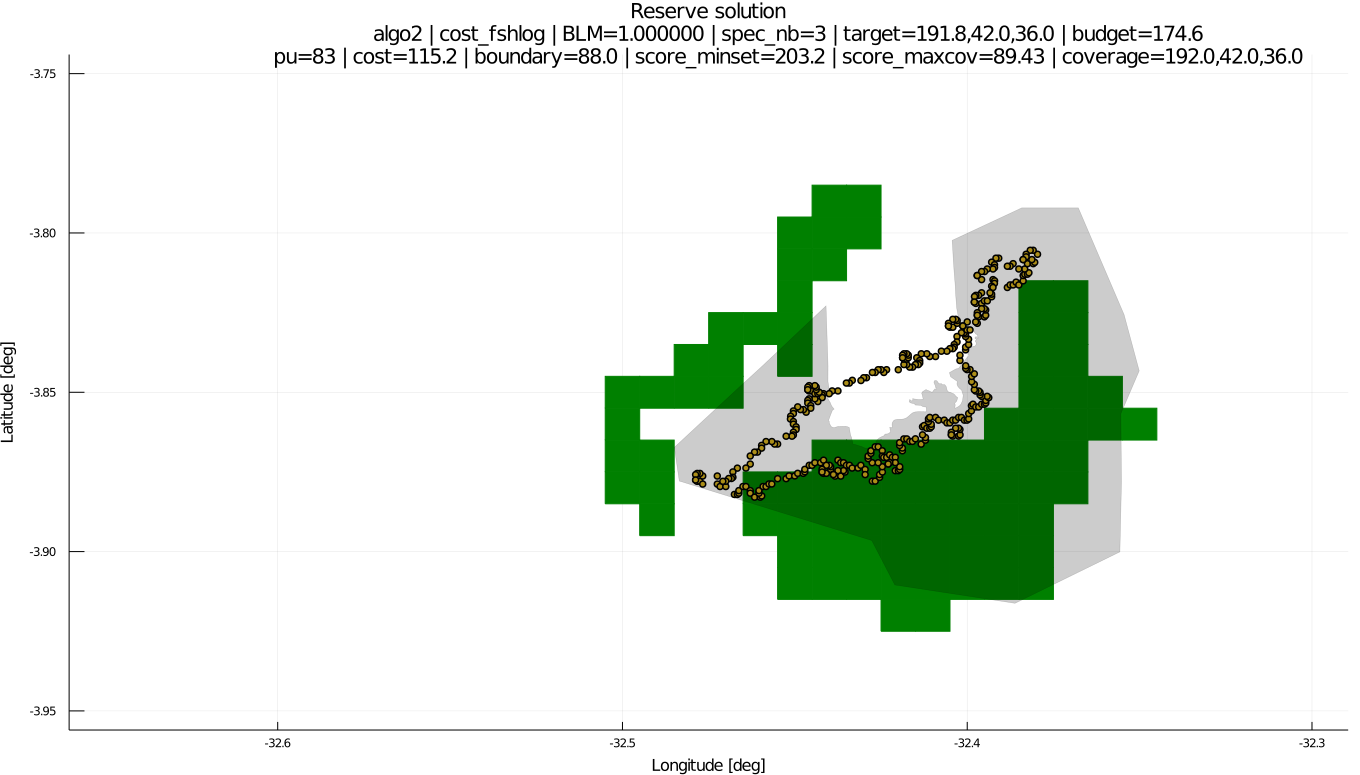 Reserve solution
algo2 | cost_fshlog | BLM=1.000000 | spec_nb=3 | target=191.8,42.0,36.0 | budget=174.6
pu=83 | cost=115.2 | boundary=88.0 | score_minset=203.2 | score_maxcov=89.43 | coverage=192.0,42.0,36.0
-3.75
-3.80
-3.85
-3.90
-3.95
Latitude [deg]
-32.6
-32.5
-32.4
-32.3
Longitude [deg]